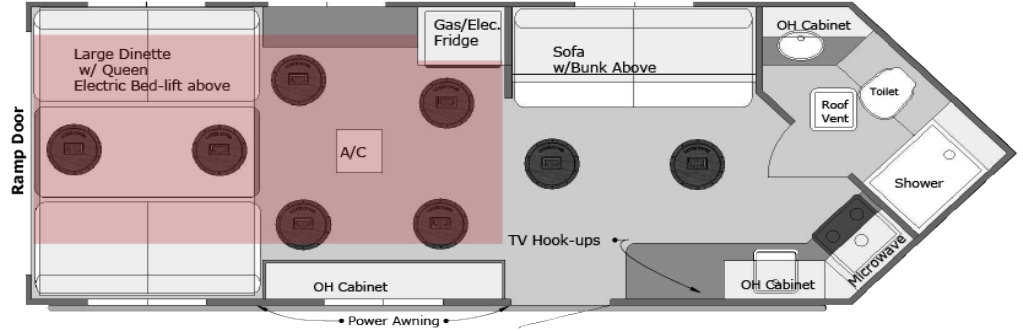 Large Dinette
w/ Queen
Electric Bed-lift above
Gas/Elec.
Fridge
Sofa
w/Bunk Above
OH Cabinet
Toilet
Roof
Vent
Ramp Door
A/C
Shower
TV Hook-ups
Microwave
OH Cabinet
OH Cabinet
Power Awning